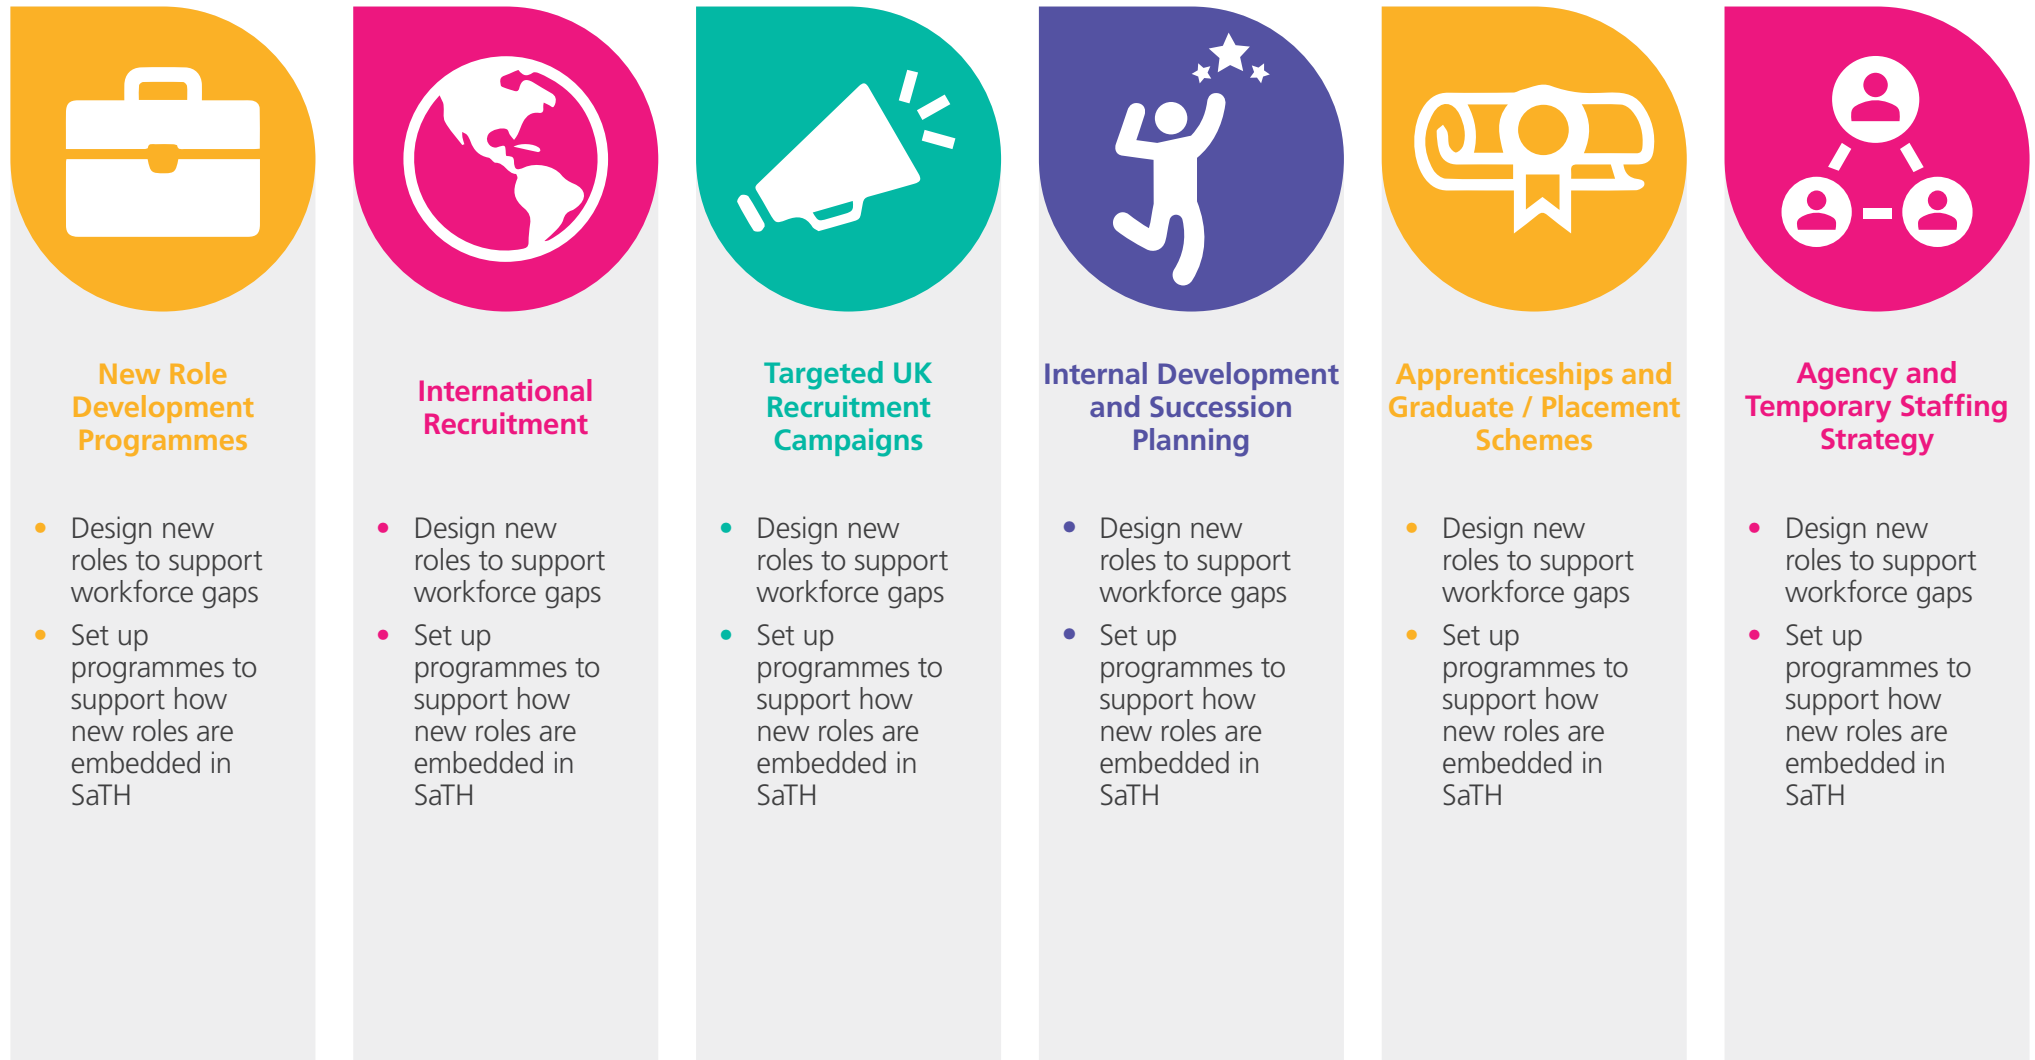 New Role
Development
Programmes
• Design new
roles to support
workforce gaps
• Set up
programmes to
support how
new roles are
embedded in
SaTH
International
Recruitment
• Design new
roles to support
workforce gaps
• Set up
programmes to
support how
new roles are
embedded in
SaTH
Targeted UK
Recruitment
Campaigns
• Design new
roles to support
workforce gaps
• Set up
programmes to
support how
new roles are
embedded in
SaTH
Internal Development
and Succession
Planning
• Design new
roles to support
workforce gaps
• Set up
programmes to
support how
new roles are
embedded in
SaTH
Apprenticeships and
Graduate / Placement
Schemes
• Design new
roles to support
workforce gaps
• Set up
programmes to
support how
new roles are
embedded in
SaTH
Agency and
Temporary Staffing
Strategy
• Design new
roles to support
workforce gaps
• Set up
programmes to
support how
new roles are
embedded in
SaTH